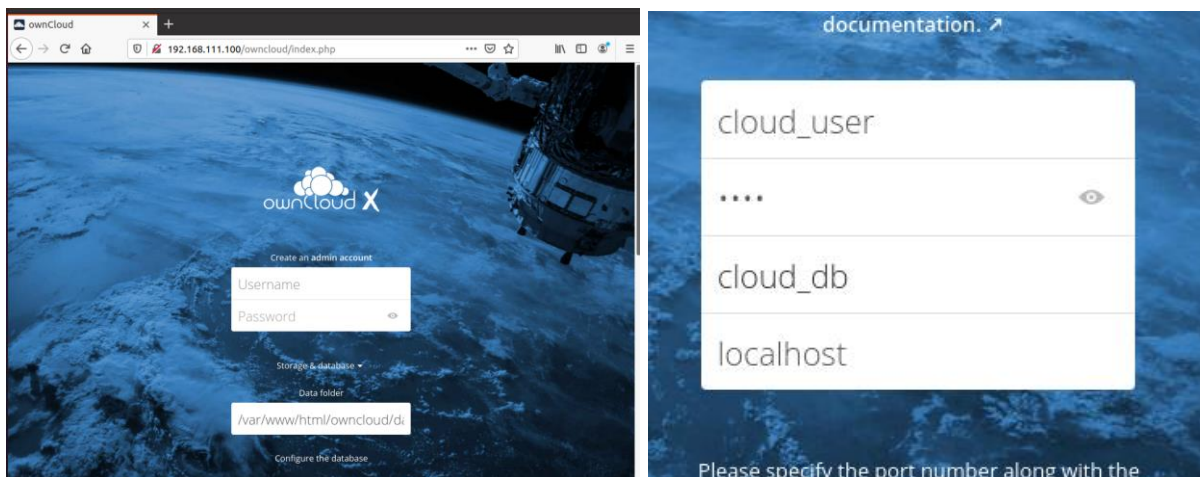 ownCloud
192.168.111.100/owncloud/index.php
ownCloud X
Create an admin account
Username
Password
Storage & database
Data folder
/var/www/html/owncloud/da
Configure the database
documentation. ↗
cloud_user
••••
cloud_db
localhost
Please specify the port number along with the